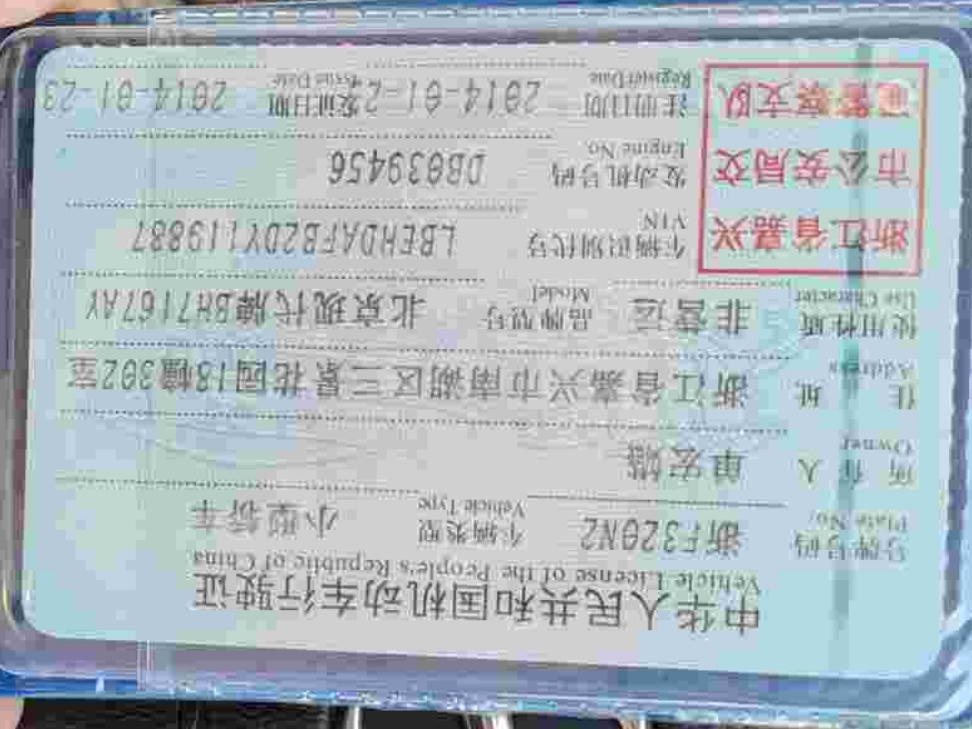 中华人民共和国机动车行驶证
Vehicle License of the People's Republic of China
号牌号码 浙F320N2 车辆类型 小型轿车
Plate No. Vehicle Type
所有人 单宏
Owner
住址 浙江省嘉兴市南湖区三景花园18幢302室
Address
使用性质 非营运 品牌型号 北京现代牌BH7167AY
Use Character Model
浙江省嘉兴
市公安局交
通警察支队
车辆识别代号 LBEHDAFB2DY119887
VIN
发动机号码 DB039456
Engine No.
注册日期 2014-01-2 发证日期 2014-01-23
Register Date Issue Date